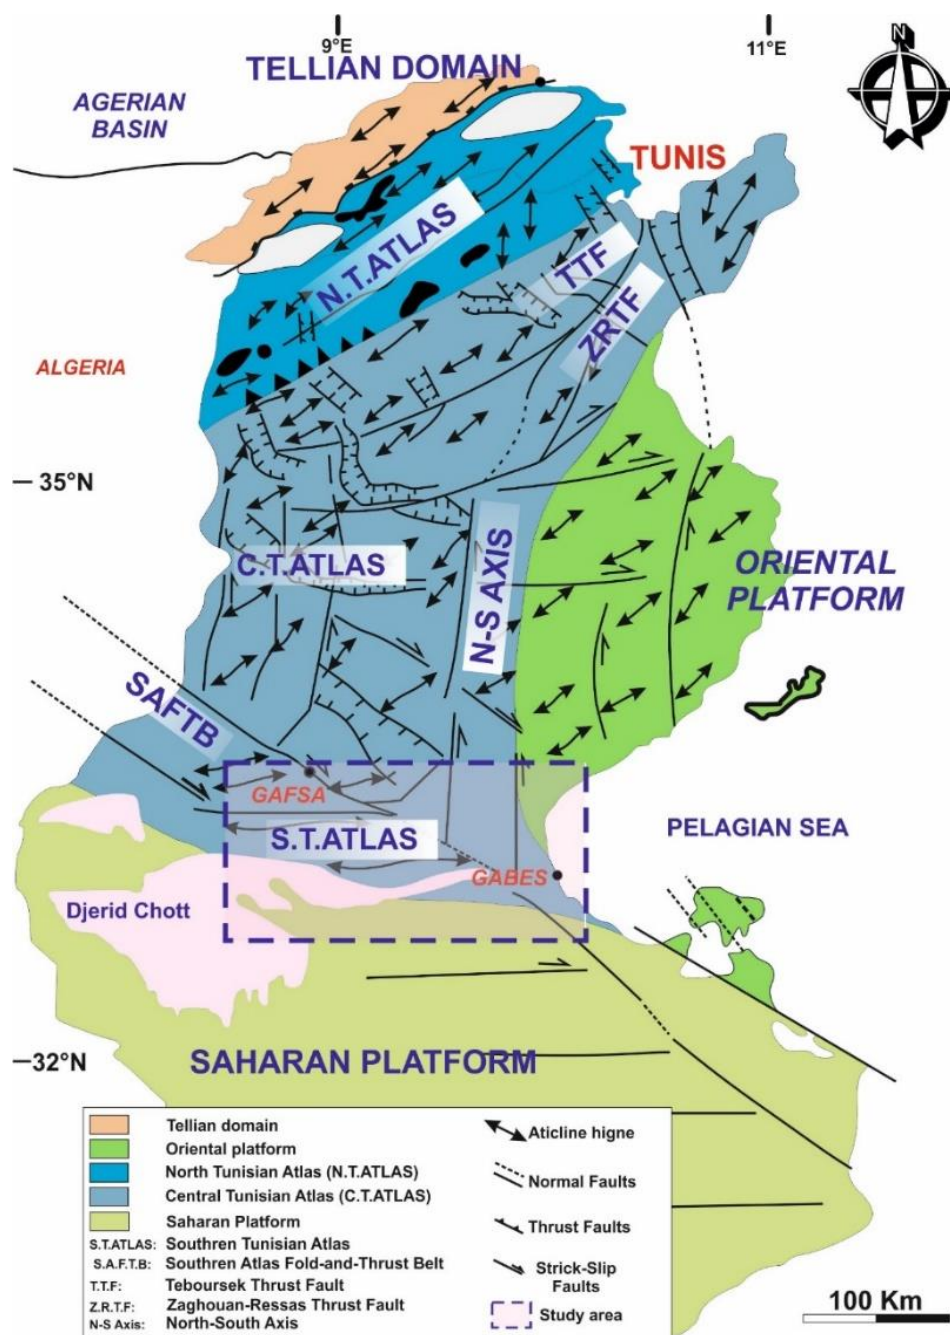 9°E
11°E
N
TELLIAN DOMAIN
AGERIAN
BASIN
TUNIS
N.T.ATLAS
TTF
ZRTF
ALGERIA
35°N
C.T.ATLAS
N-S AXIS
ORIENTAL
PLATFORM
SAFTB
GAFSA
S.T.ATLAS
PELAGIAN SEA
GABES
Djerid Chott
32°N
SAHARAN PLATFORM
Tellian domain
Oriental platform
North Tunisian Atlas (N.T.ATLAS)
Central Tunisian Atlas (C.T.ATLAS)
Saharan Platform
S.T.ATLAS: Southren Tunisian Atlas
S.A.F.T.B: Southren Atlas Fold-and-Thrust Belt
T.T.F: Teboursek Thrust Fault
Z.R.T.F: Zaghouan-Ressas Thrust Fault
N-S Axis: North-South Axis
Aticline higne
Normal Faults
Thrust Faults
Strick-Slip
Faults
Study area
100 Km